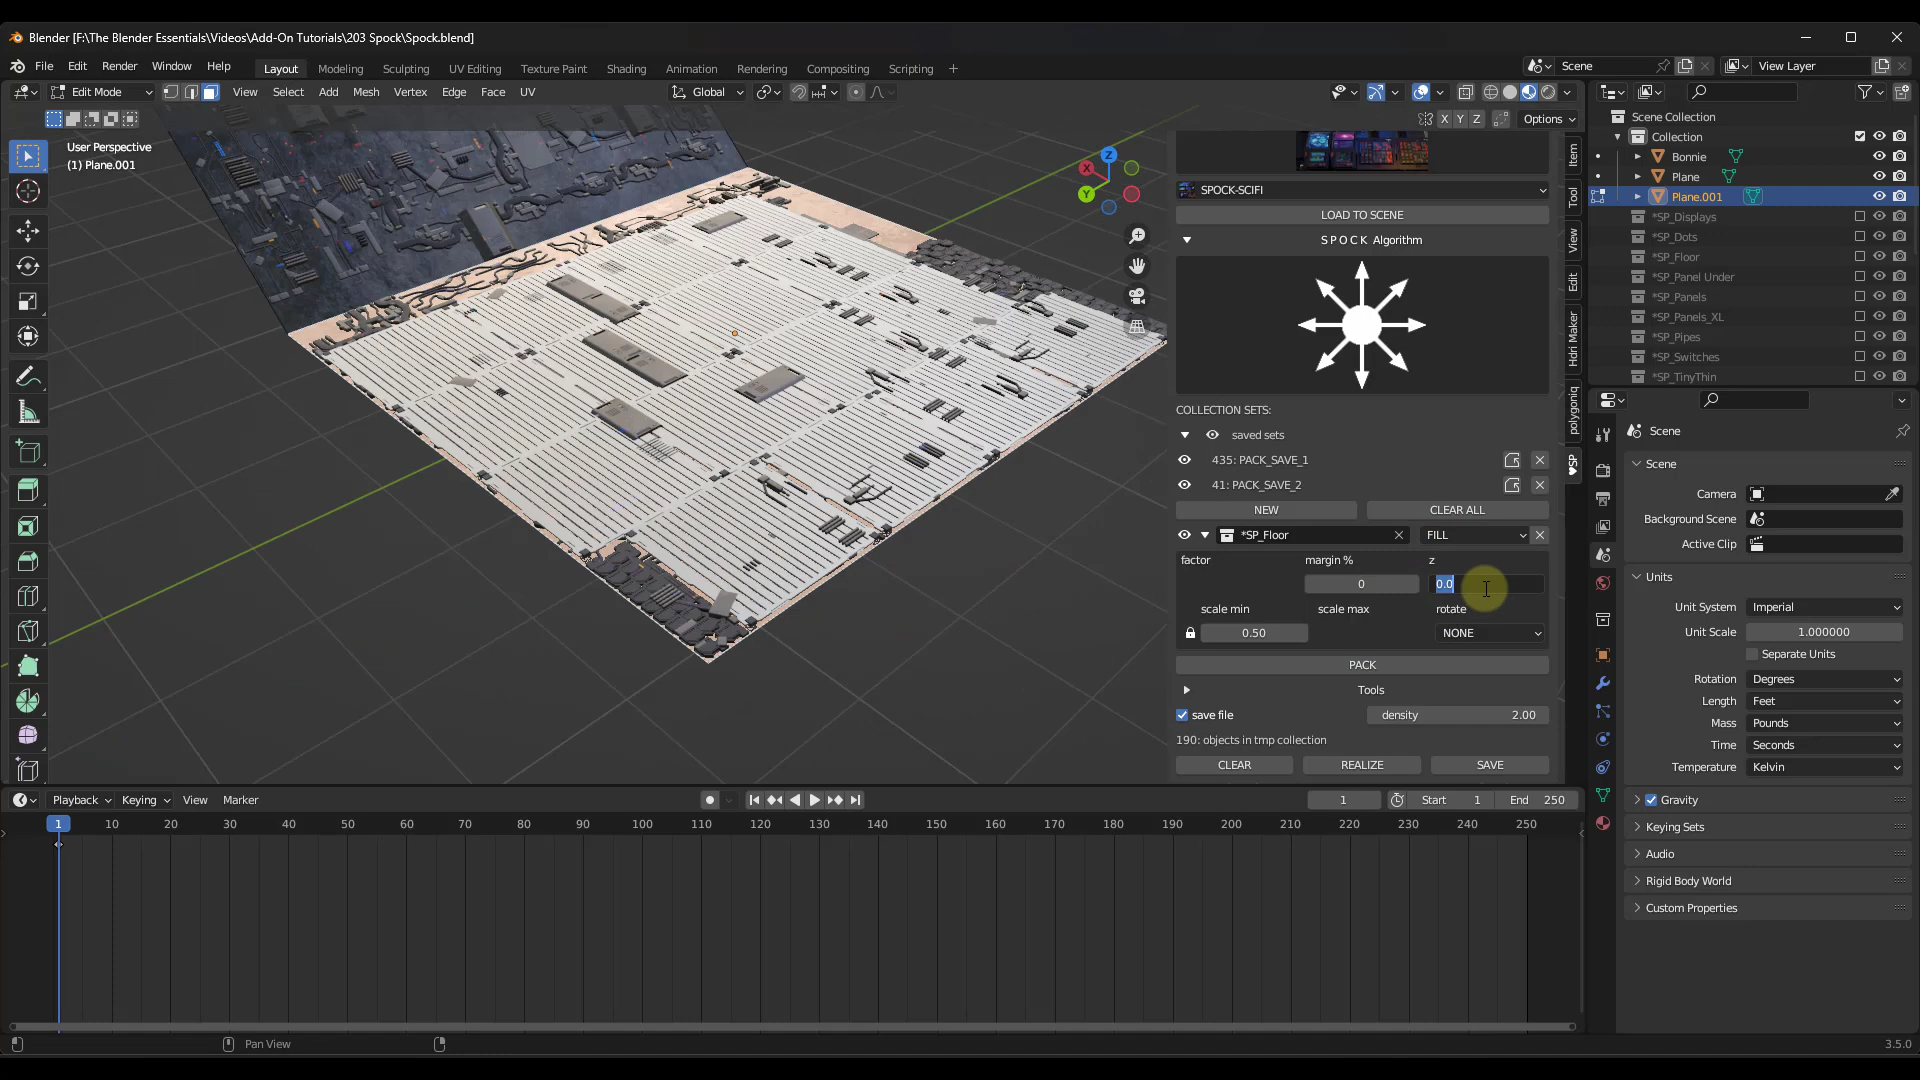 Blender [F:\The Blender Essentials\Videos\Add-On Tutorials\203 Spock\Spock.blend]
File Edit Render Window Help Layout Modeling Sculpting UV Editing Texture Paint Shading Animation Rendering Compositing Scripting + Scene View Layer
Edit Mode View Select Add Mesh Vertex Edge Face UV Global
X Y Z Options
User Perspective
(1) Plane.001
Z
X
Y
Item
Tool
View
Edit
Hdri Maker
polygoniq
♥SP
SPOCK-SCIFI
LOAD TO SCENE
S P O C K Algorithm
COLLECTION SETS:
saved sets
435: PACK_SAVE_1
41: PACK_SAVE_2
NEW CLEAR ALL
*SP_Floor FILL
factor margin % z
0 0.0
scale min scale max rotate
0.50 NONE
PACK
Tools
save file density 2.00
190: objects in tmp collection
CLEAR REALIZE SAVE
Scene Collection
Collection
Bonnie
Plane
Plane.001
*SP_Displays
*SP_Dots
*SP_Floor
*SP_Panel Under
*SP_Panels
*SP_Panels_XL
*SP_Pipes
*SP_Switches
*SP_TinyThin
Scene
Scene
Camera
Background Scene
Active Clip
Units
Unit System Imperial
Unit Scale 1.000000
Separate Units
Rotation Degrees
Length Feet
Mass Pounds
Time Seconds
Temperature Kelvin
Gravity
Keying Sets
Audio
Rigid Body World
Custom Properties
Playback Keying View Marker 1 Start 1 End 250
1 10 20 30 40 50 60 70 80 90 100 110 120 130 140 150 160 170 180 190 200 210 220 230 240 250
Pan View 3.5.0